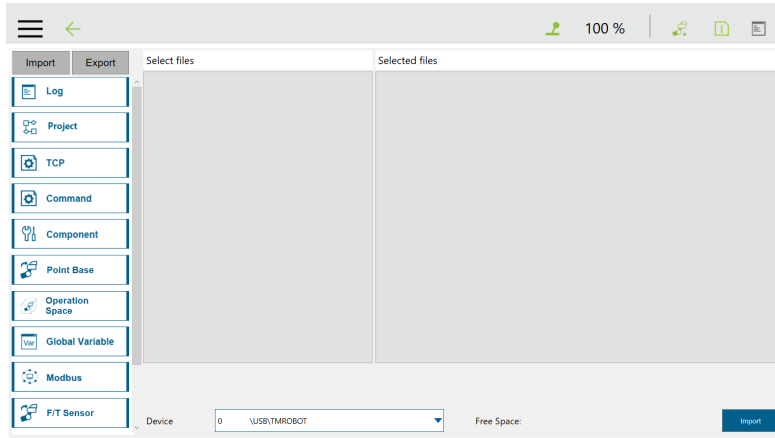 100 %
Import Export
Select files
Selected files
Log
Project
TCP
Command
Component
Point Base
Operation
Space
Var
Global Variable
Modbus
F/T Sensor
Device
0 \USB\TMROBOT
Free Space:
Import